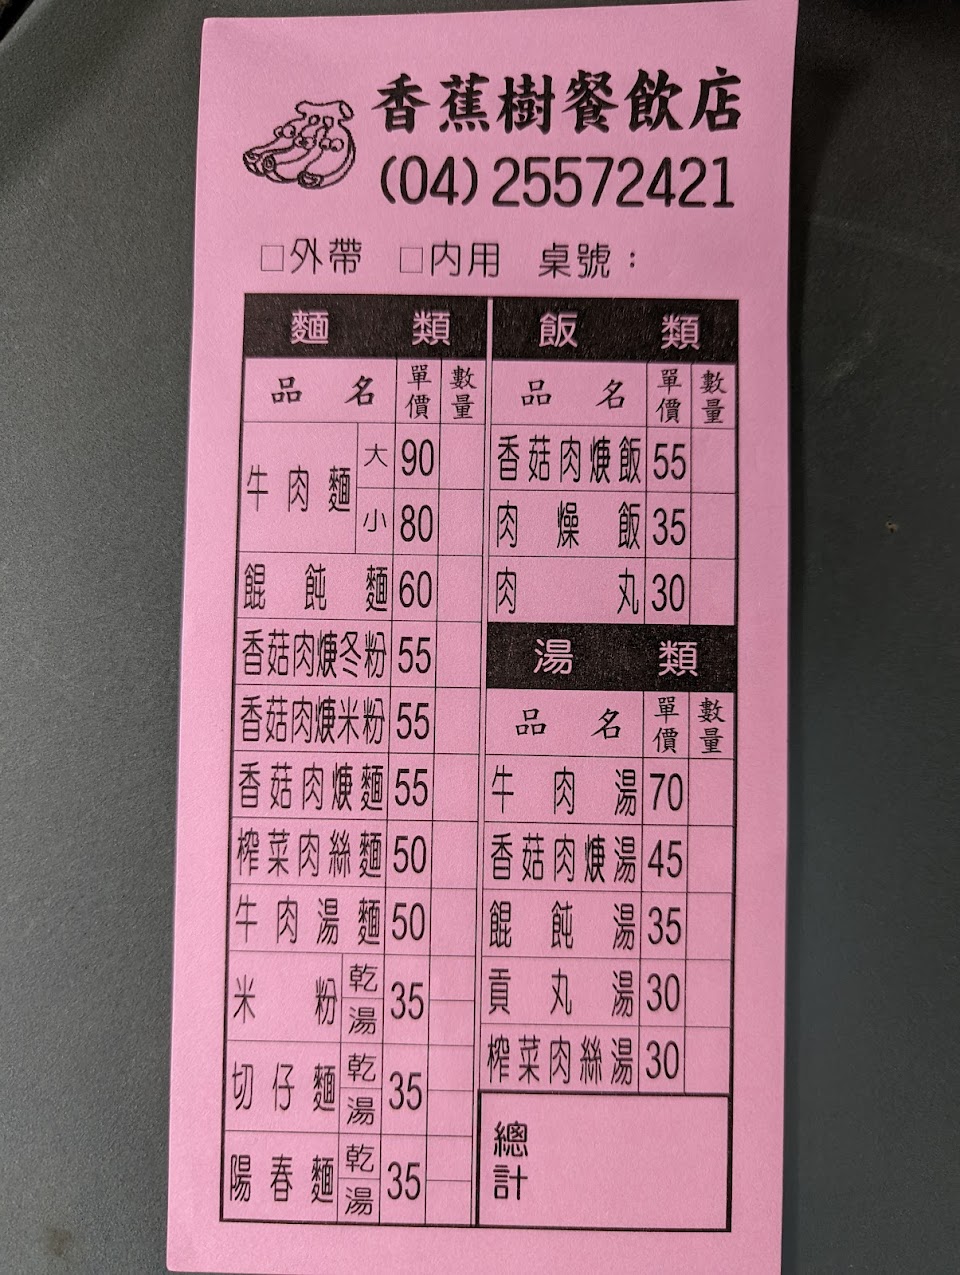 香蕉樹餐飲店
(04)25572421
□外帶 □內用 桌號：
麵類
品名 單價 數量
牛肉麵 大 90
小 80
餛飩麵 60
香菇肉焿冬粉 55
香菇肉焿米粉 55
香菇肉焿麵 55
榨菜肉絲麵 50
牛肉湯麵 50
米粉 乾 湯 35
切仔麵 乾 湯 35
陽春麵 乾 湯 35
飯類
品名 單價 數量
香菇肉焿飯 55
肉燥飯 35
肉丸 30
湯類
品名 單價 數量
牛肉湯 70
香菇肉焿湯 45
餛飩湯 35
貢丸湯 30
榨菜肉絲湯 30
總計